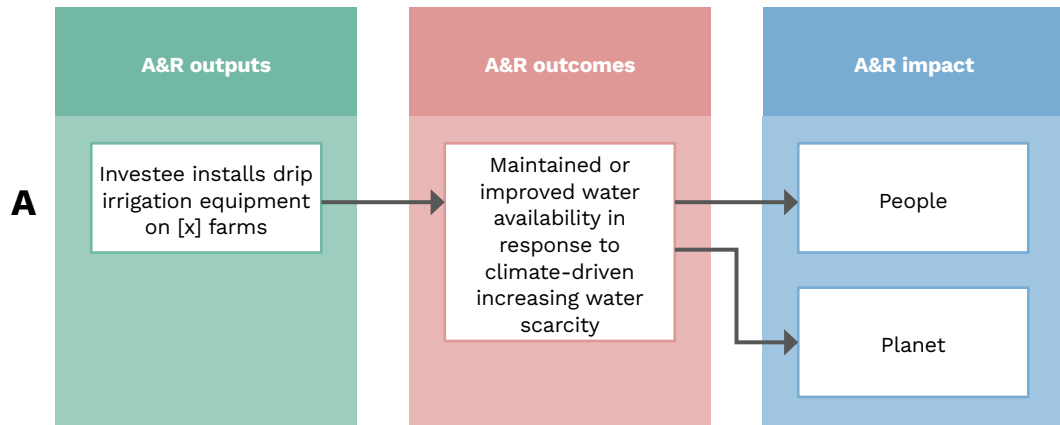 A&R outputs
A&R outcomes
A&R impact
A
Investee installs drip
irrigation equipment
on [x] farms
Maintained or
improved water
availability in
response to
climate-driven
increasing water
scarcity
People
Planet